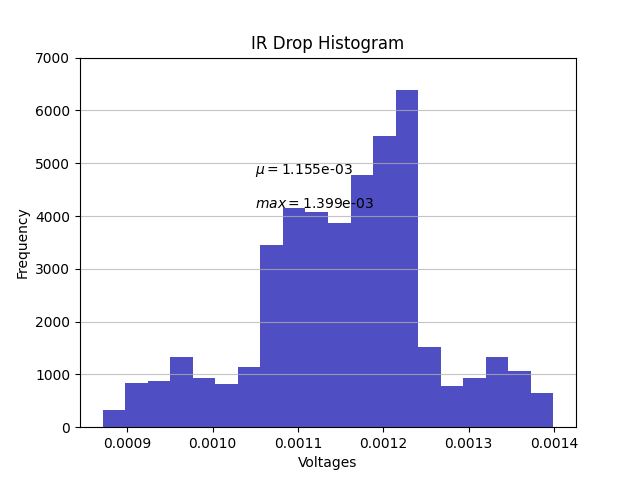 IR Drop Histogram
7000
6000
5000
4000
3000
2000
1000
0
Frequency
μ = 1.155e-03
max = 1.399e-03
0.0009 0.0010 0.0011 0.0012 0.0013 0.0014
Voltages